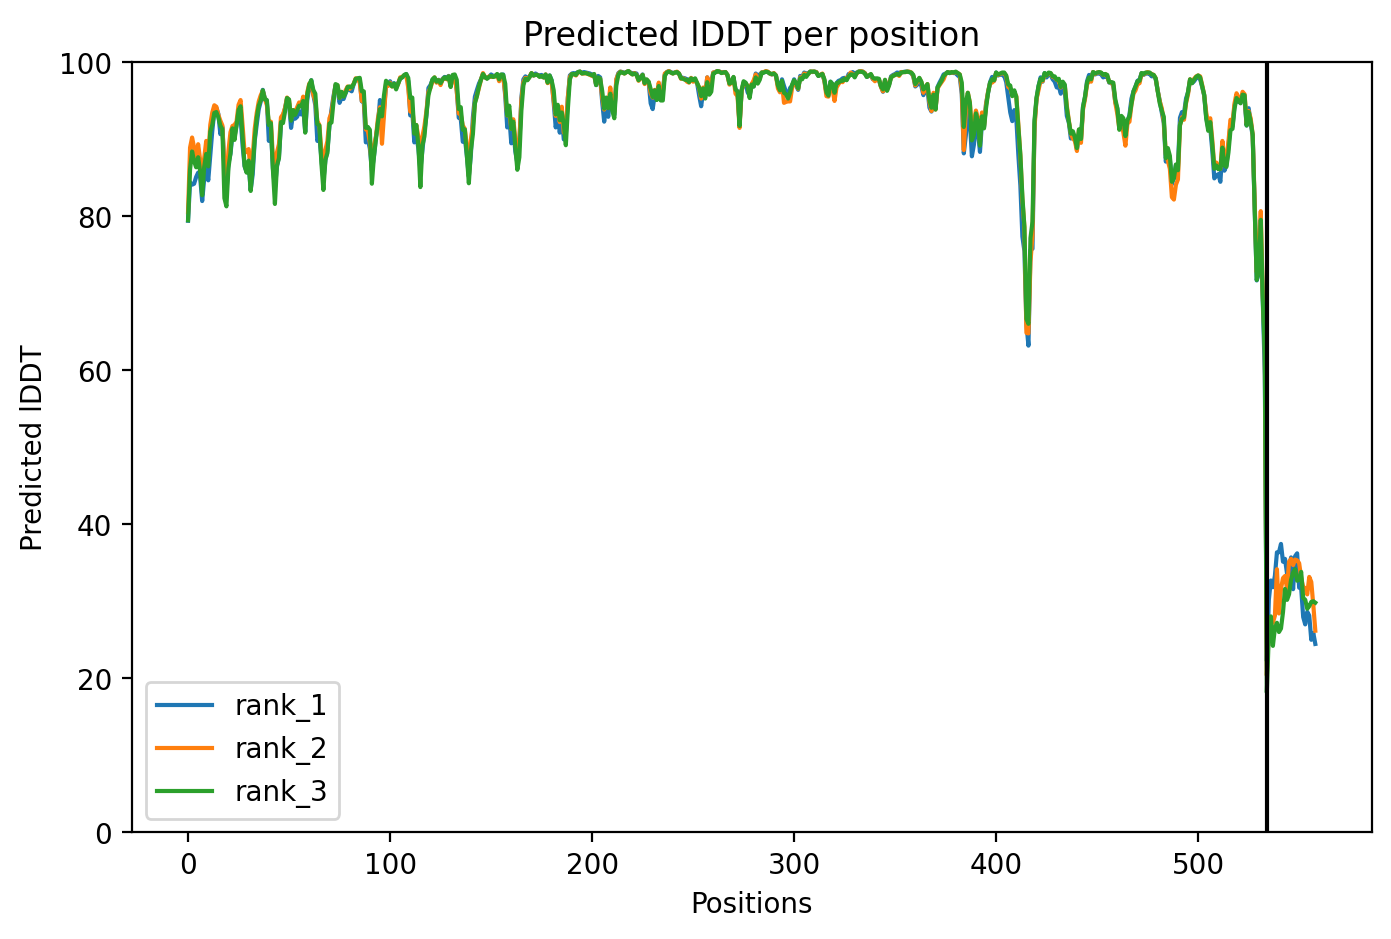 Predicted lDDT per position
Predicted lDDT
100
80
60
40
20
0
0 100 200 300 400 500
Positions
rank_1
rank_2
rank_3